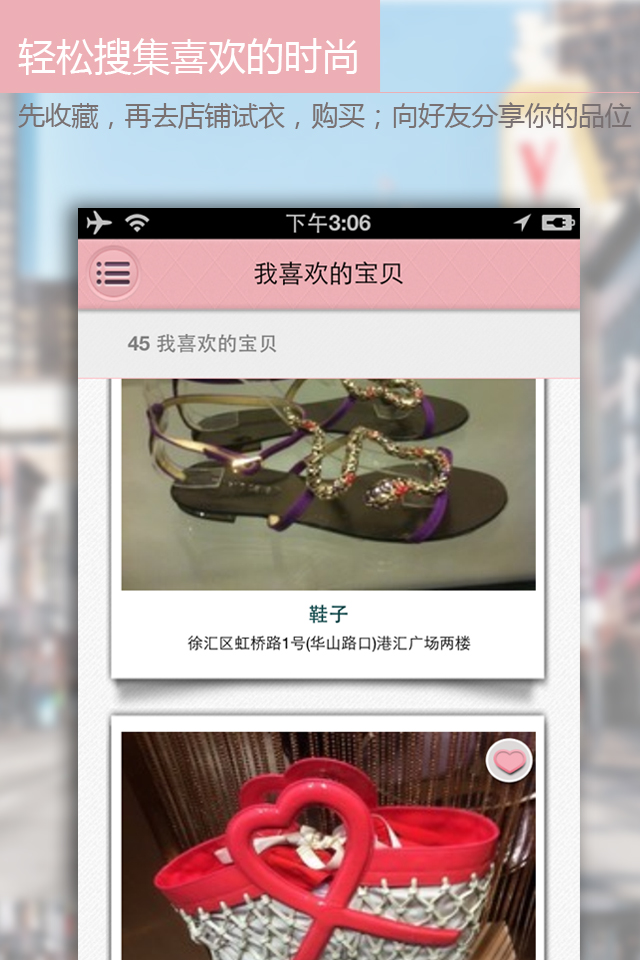 轻松搜集喜欢的时尚
先收藏，再去店铺试衣，购买；向好友分享你的品位
下午3:06
我喜欢的宝贝
45 我喜欢的宝贝
鞋子
徐汇区虹桥路1号(华山路口)港汇广场两楼